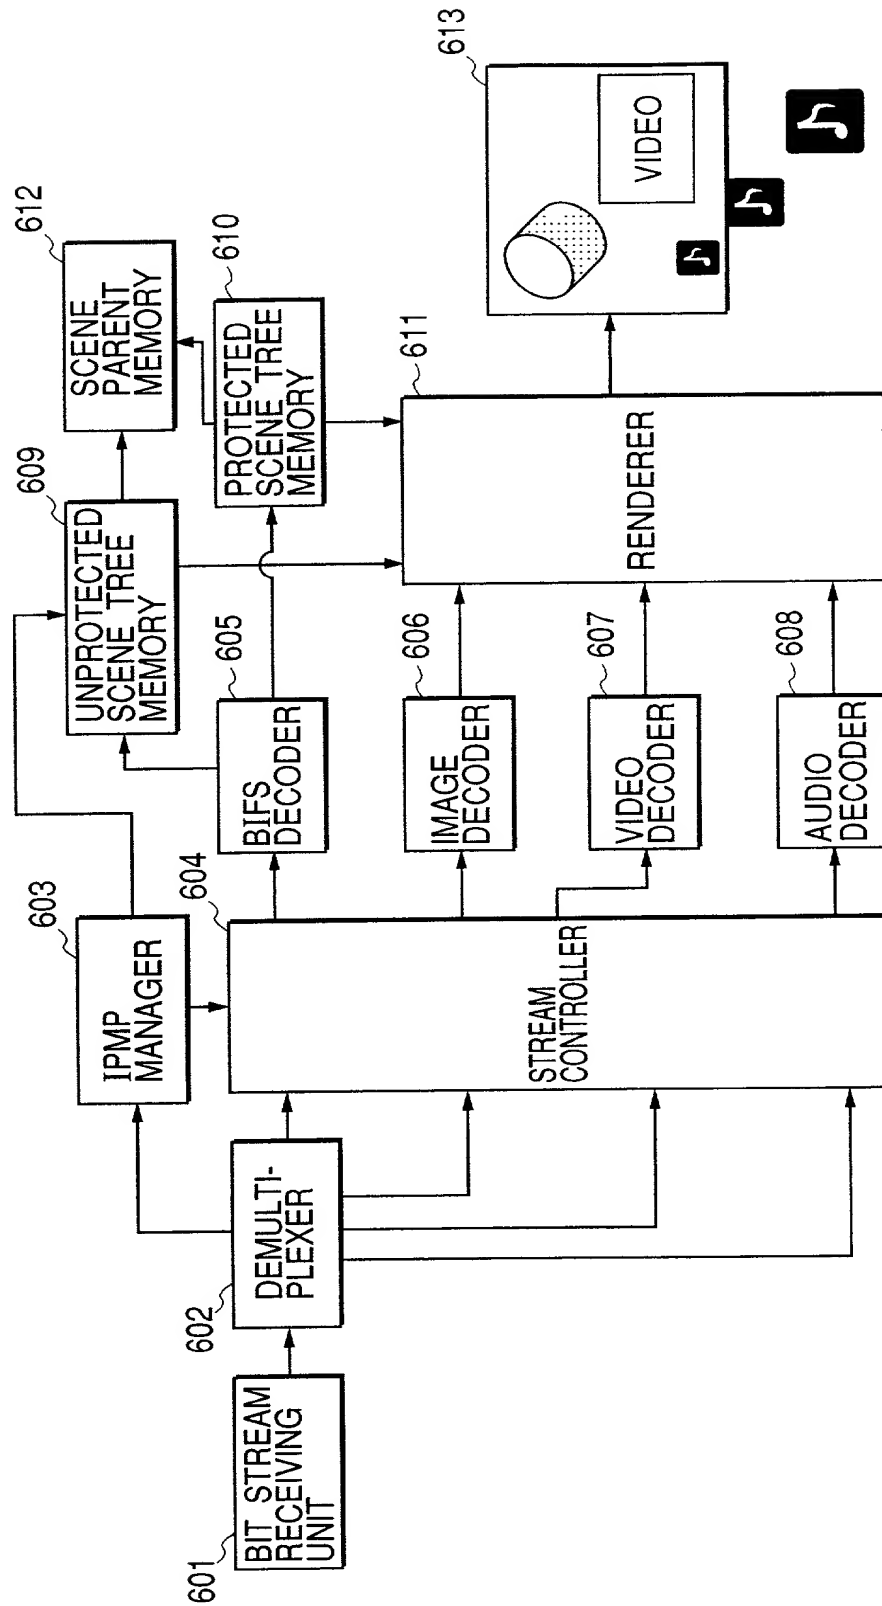 601
BIT STREAM
RECEIVING
UNIT
602
DEMULTI-
PLEXER
603
IPMP
MANAGER
604
STREAM
CONTROLLER
605
BIFS
DECODER
606
IMAGE
DECODER
607
VIDEO
DECODER
608
AUDIO
DECODER
609
UNPROTECTED
SCENE TREE
MEMORY
610
PROTECTED
SCENE TREE
MEMORY
611
RENDERER
612
SCENE
PARENT
MEMORY
613
VIDEO